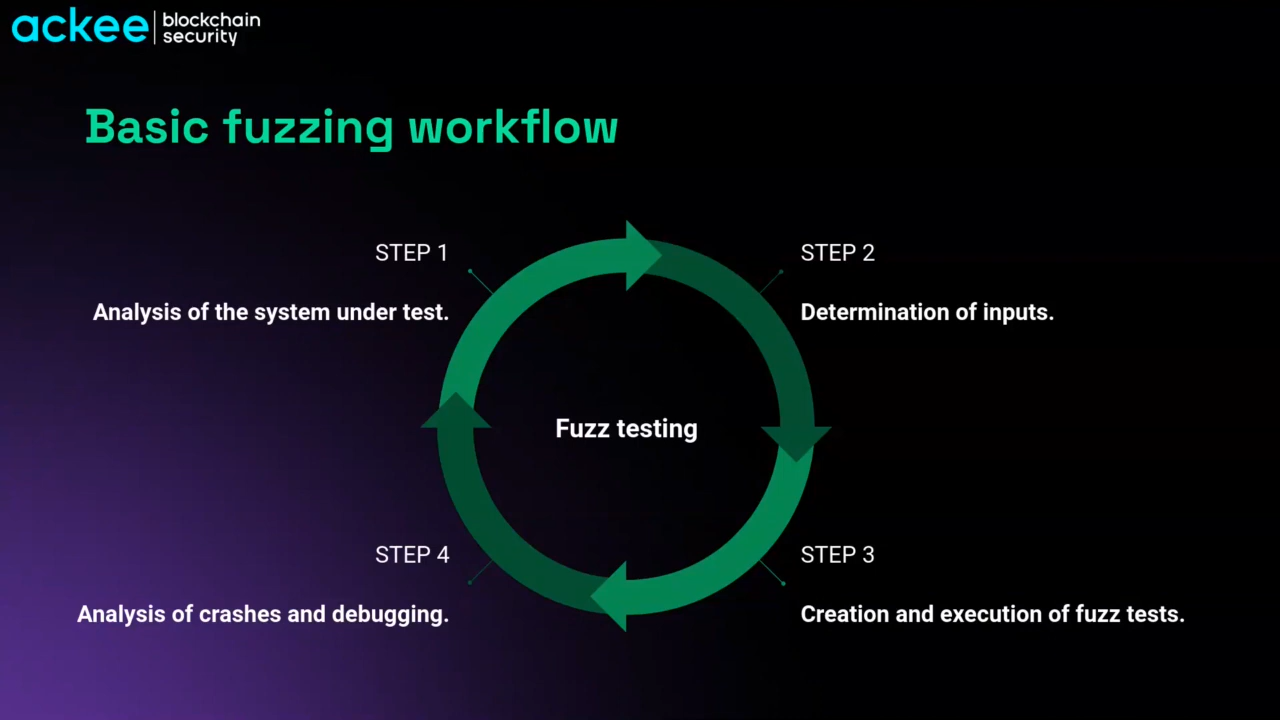 ackee
blockchain
security
Basic fuzzing workflow
STEP 1
Analysis of the system under test.
STEP 2
Determination of inputs.
Fuzz testing
STEP 4
Analysis of crashes and debugging.
STEP 3
Creation and execution of fuzz tests.